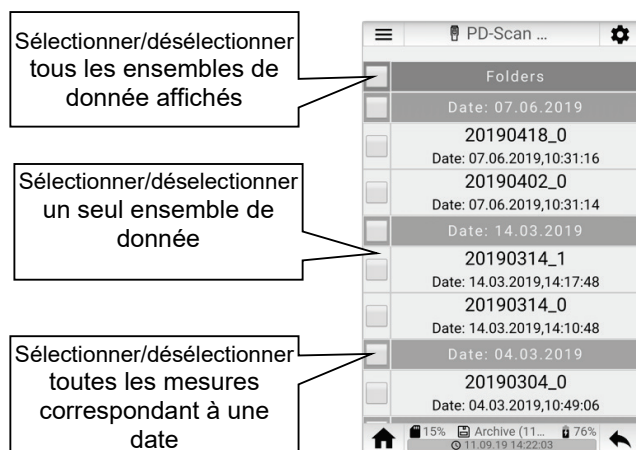 Sélectionner/désélectionner
tous les ensembles de
donnée affichés
Sélectionner/déselectionner
un seul ensemble de
donnée
Sélectionner/désélectionner
toutes les mesures
correspondant à une
date
PD-Scan ...
Folders
Date: 07.06.2019
20190418_0
Date: 07.06.2019,10:31:16
20190402_0
Date: 07.06.2019,10:31:14
Date: 14.03.2019
20190314_1
Date: 14.03.2019,14:17:48
20190314_0
Date: 14.03.2019,14:10:48
Date: 04.03.2019
20190304_0
Date: 04.03.2019,10:49:06
15% Archive (11... 76%
11.09.19 14:22:03